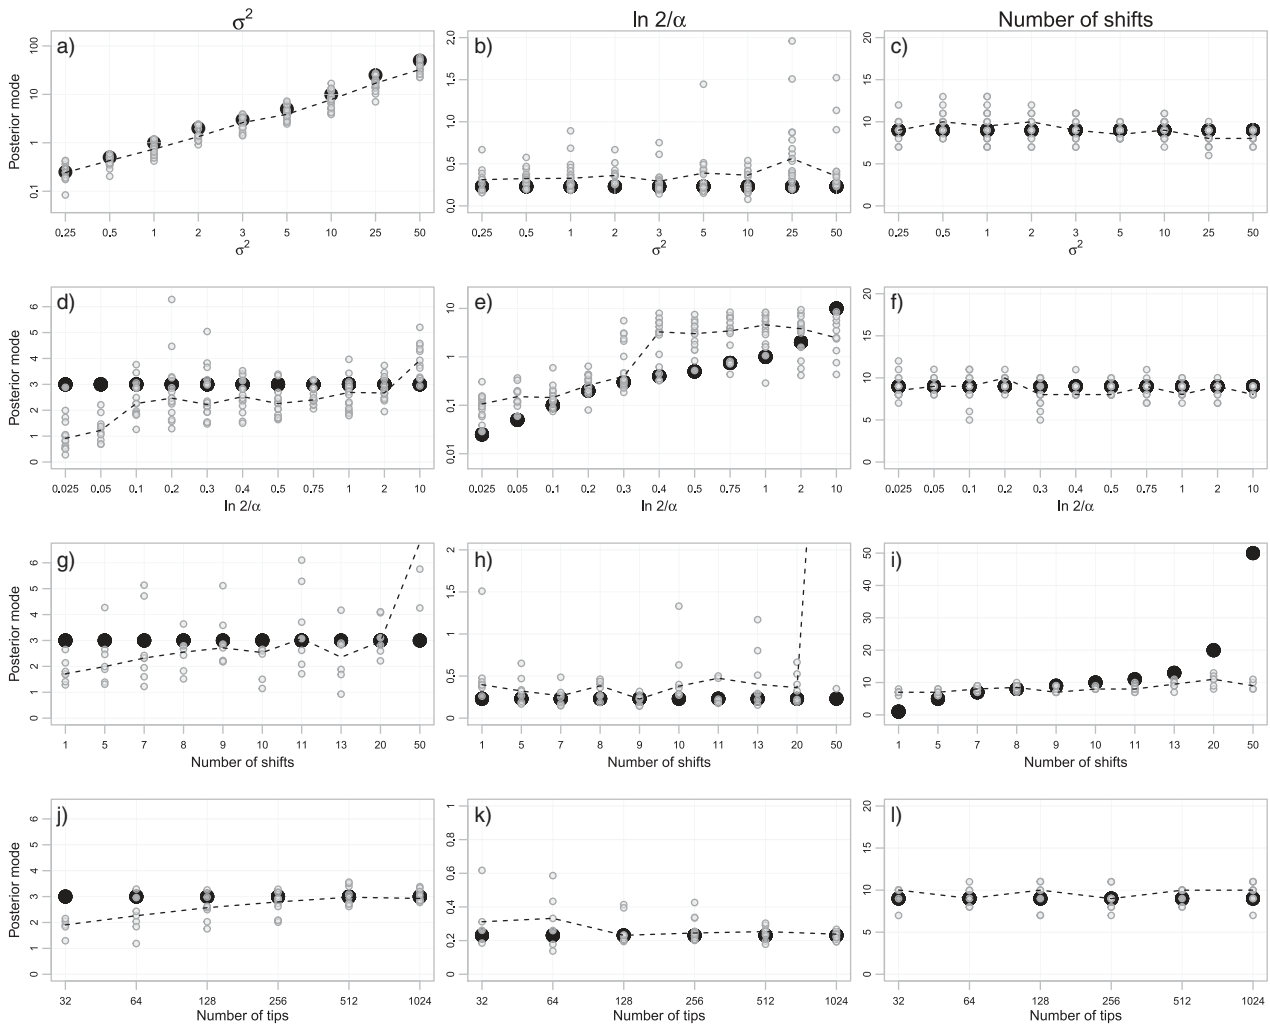 σ² ln 2/α Number of shifts
a) b) c)
Posterior mode
100
10
1
0.1
2.0
1.5
1.0
0.5
0.0
20
15
10
5
0
0.25 0.5 1 2 3 5 10 25 50
0.25 0.5 1 2 3 5 10 25 50
0.25 0.5 1 2 3 5 10 25 50
σ² σ² σ²
d) e) f)
Posterior mode
6
5
4
3
2
1
0
10
1
0.1
0.01
20
15
10
5
0
0.025 0.05 0.1 0.2 0.3 0.4 0.5 0.75 1 2 10
0.025 0.05 0.1 0.2 0.3 0.4 0.5 0.75 1 2 10
0.025 0.05 0.1 0.2 0.3 0.4 0.5 0.75 1 2 10
ln 2/α ln 2/α ln 2/α
g) h) i)
Posterior mode
6
5
4
3
2
1
0
2
1.5
1
0.5
0
50
40
30
20
10
0
1 5 7 8 9 10 11 13 20 50
1 5 7 8 9 10 11 13 20 50
1 5 7 8 9 10 11 13 20 50
Number of shifts Number of shifts Number of shifts
j) k) l)
Posterior mode
6
5
4
3
2
1
0
1
0.8
0.6
0.4
0.2
0
20
15
10
5
0
32 64 128 256 512 1024
32 64 128 256 512 1024
32 64 128 256 512 1024
Number of tips Number of tips Number of tips